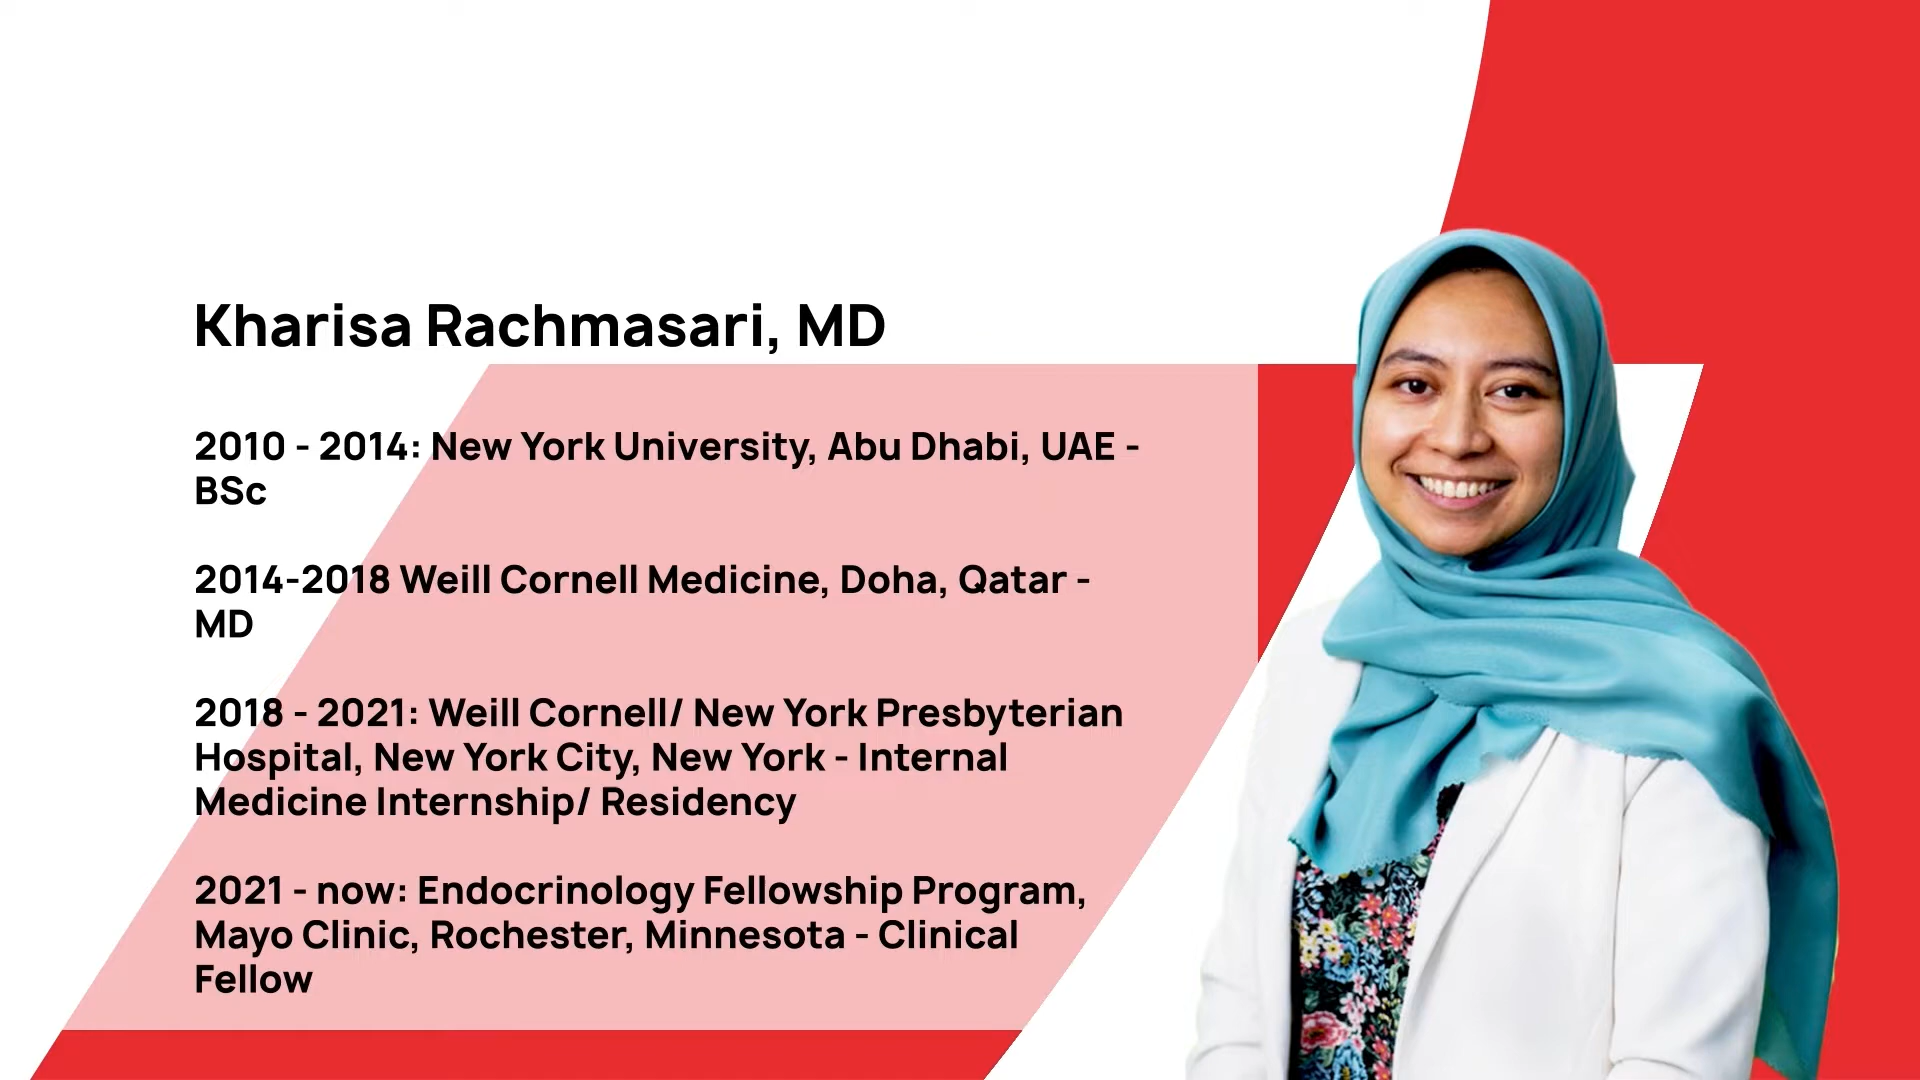 Kharisa Rachmasari, MD
2010 - 2014: New York University, Abu Dhabi, UAE -
BSc
2014-2018 Weill Cornell Medicine, Doha, Qatar -
MD
2018 - 2021: Weill Cornell/ New York Presbyterian
Hospital, New York City, New York - Internal
Medicine Internship/ Residency
2021 - now: Endocrinology Fellowship Program,
Mayo Clinic, Rochester, Minnesota - Clinical
Fellow